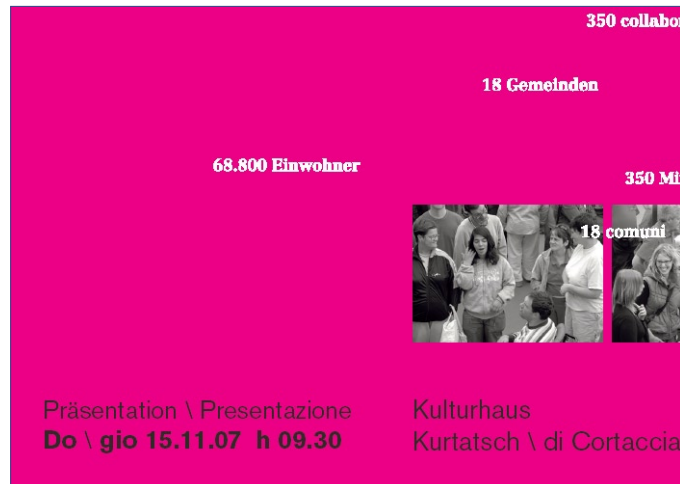 350 collabor
18 Gemeinden
68.800 Einwohner
350 Mi
18 comuni
Präsentation \ Presentazione
Do \ gio 15.11.07 h 09.30
Kulturhaus
Kurtatsch \ di Cortaccia